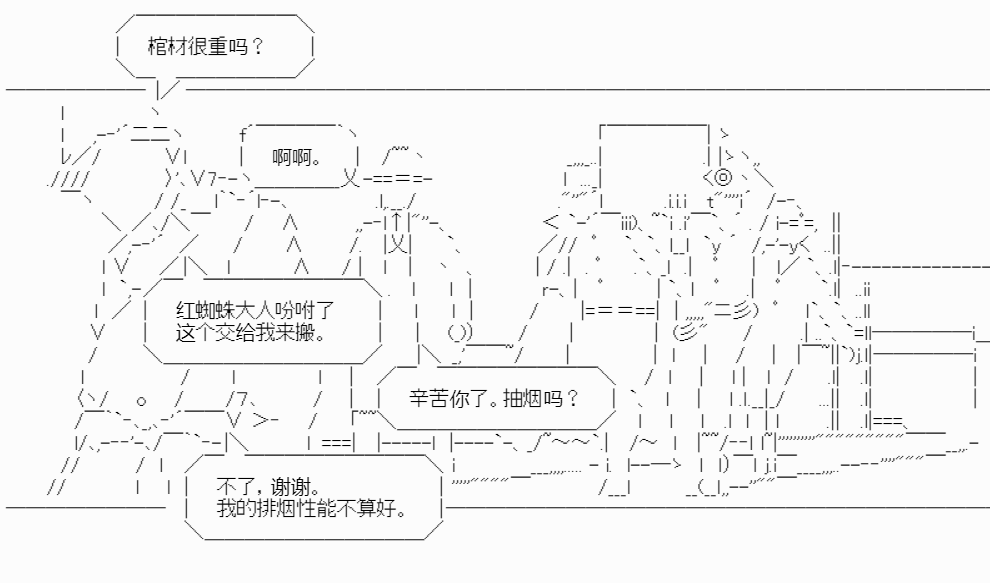 棺材很重吗？
啊啊。
红蜘蛛大人吩咐了
这个交给我来搬。
辛苦你了。抽烟吗？
不了，谢谢。
我的排烟性能不算好。